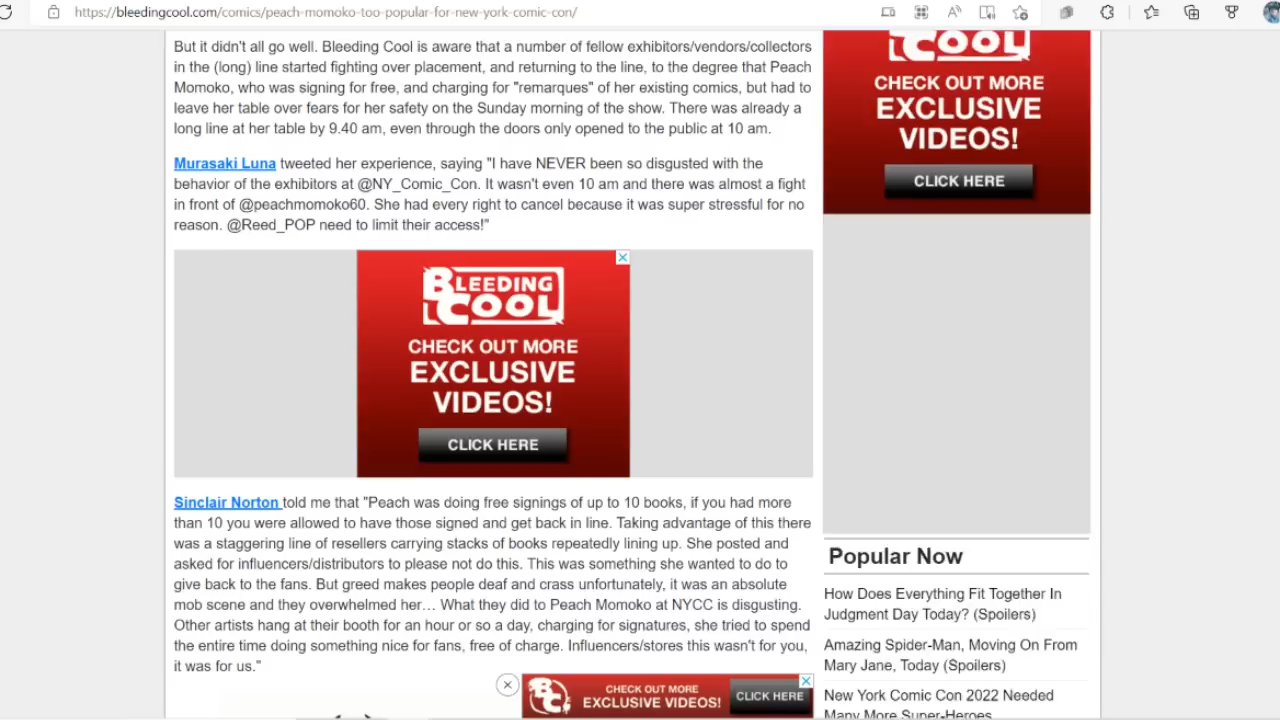 https://bleedingcool.com/comics/peach-momoko-too-popular-for-new-york-comic-con/
But it didn't all go well. Bleeding Cool is aware that a number of fellow exhibitors/vendors/collectors
in the (long) line started fighting over placement, and returning to the line, to the degree that Peach
Momoko, who was signing for free, and charging for "remarques" of her existing comics, but had to
leave her table over fears for her safety on the Sunday morning of the show. There was already a
long line at her table by 9.40 am, even through the doors only opened to the public at 10 am.
Murasaki Luna tweeted her experience, saying "I have NEVER been so disgusted with the
behavior of the exhibitors at @NY_Comic_Con. It wasn't even 10 am and there was almost a fight
in front of @peachmomoko60. She had every right to cancel because it was super stressful for no
reason. @Reed_POP need to limit their access!"
BLEEDING
COOL
CHECK OUT MORE
EXCLUSIVE
VIDEOS!
CLICK HERE
Sinclair Norton told me that "Peach was doing free signings of up to 10 books, if you had more
than 10 you were allowed to have those signed and get back in line. Taking advantage of this there
was a staggering line of resellers carrying stacks of books repeatedly lining up. She posted and
asked for influencers/distributors to please not do this. This was something she wanted to do to
give back to the fans. But greed makes people deaf and crass unfortunately, it was an absolute
mob scene and they overwhelmed her… What they did to Peach Momoko at NYCC is disgusting.
Other artists hang at their booth for an hour or so a day, charging for signatures, she tried to spend
the entire time doing something nice for fans, free of charge. Influencers/stores this wasn't for you,
it was for us."
BC
CHECK OUT MORE
EXCLUSIVE VIDEOS!
CLICK HERE
COOL
CHECK OUT MORE
EXCLUSIVE
VIDEOS!
CLICK HERE
Popular Now
How Does Everything Fit Together In
Judgment Day Today? (Spoilers)
Amazing Spider-Man, Moving On From
Mary Jane, Today (Spoilers)
New York Comic Con 2022 Needed
Many More Super-Heroes